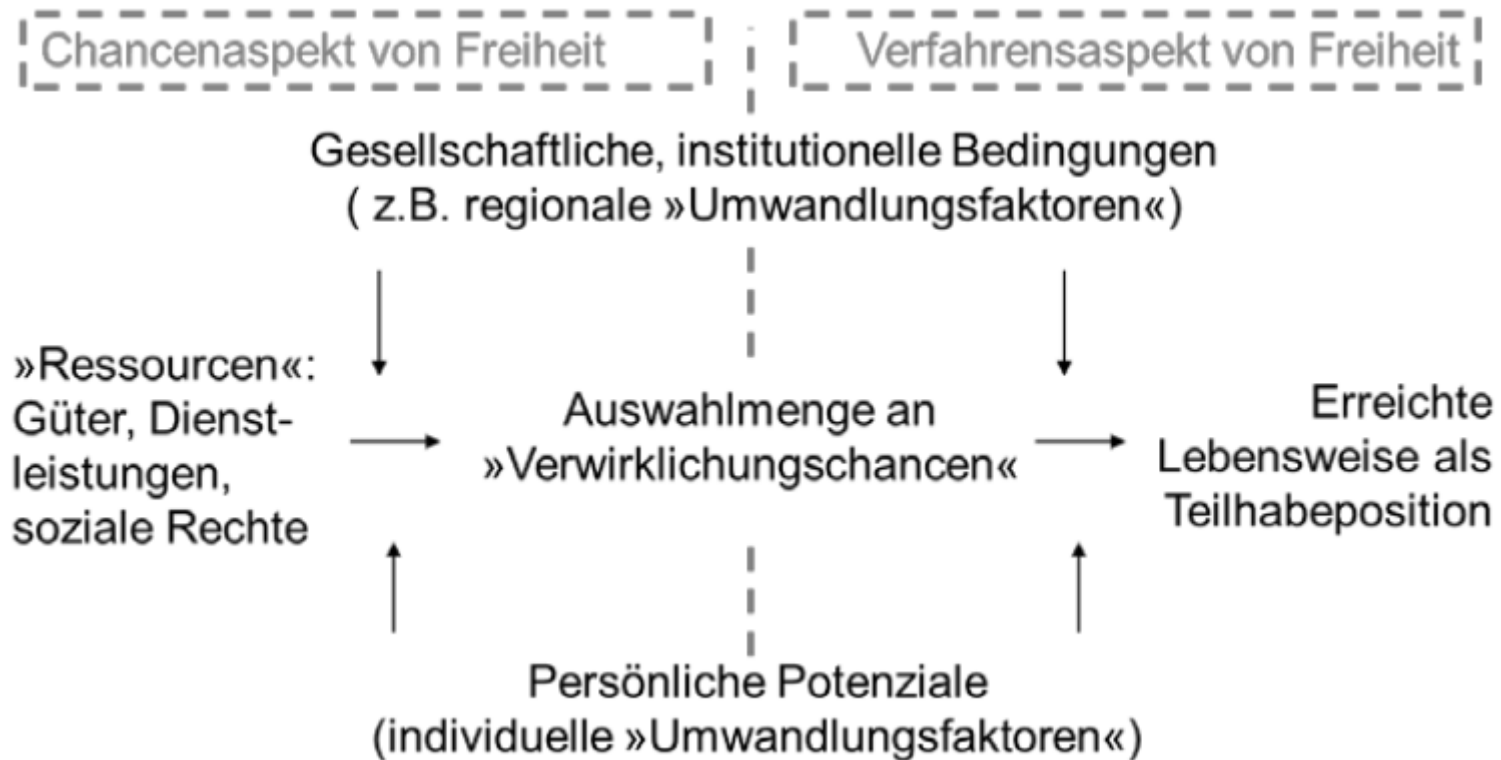 Chancenaspekt von Freiheit
Verfahrensaspekt von Freiheit
Gesellschaftliche, institutionelle Bedingungen
( z.B. regionale »Umwandlungsfaktoren«)
»Ressourcen«:
Güter, Dienst-
leistungen,
soziale Rechte
Auswahlmenge an
»Verwirklichungschancen«
Erreichte
Lebensweise als
Teilhabeposition
Persönliche Potenziale
(individuelle »Umwandlungsfaktoren«)